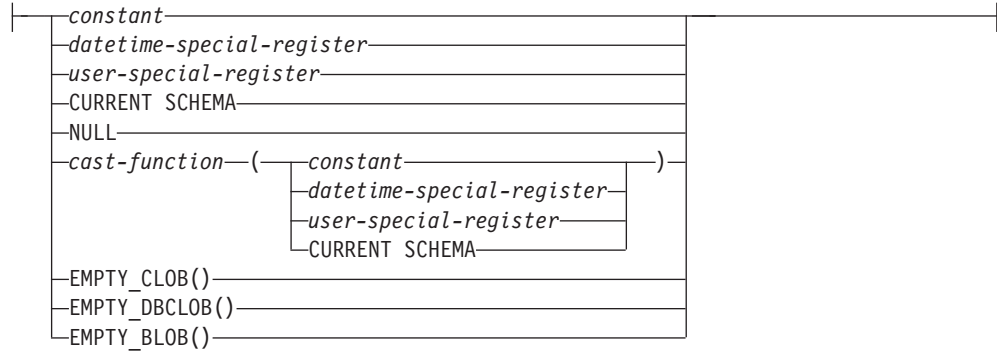 constant
datetime-special-register
user-special-register
CURRENT SCHEMA
NULL
cast-function ( constant )
datetime-special-register
user-special-register
CURRENT SCHEMA
EMPTY_CLOB()
EMPTY_DBCLOB()
EMPTY_BLOB()